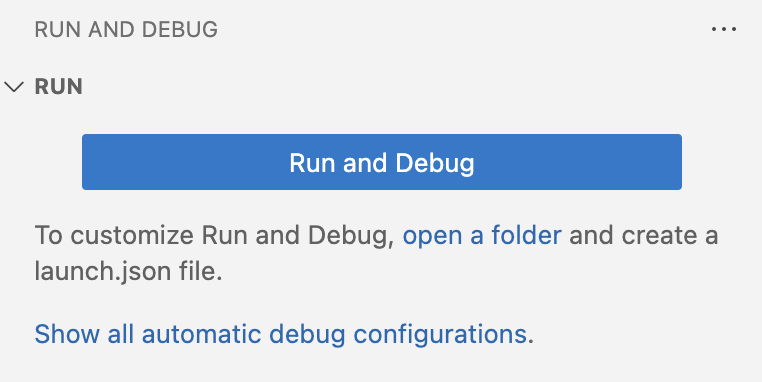 RUN AND DEBUG
RUN
Run and Debug
To customize Run and Debug, open a folder and create a
launch.json file.
Show all automatic debug configurations.